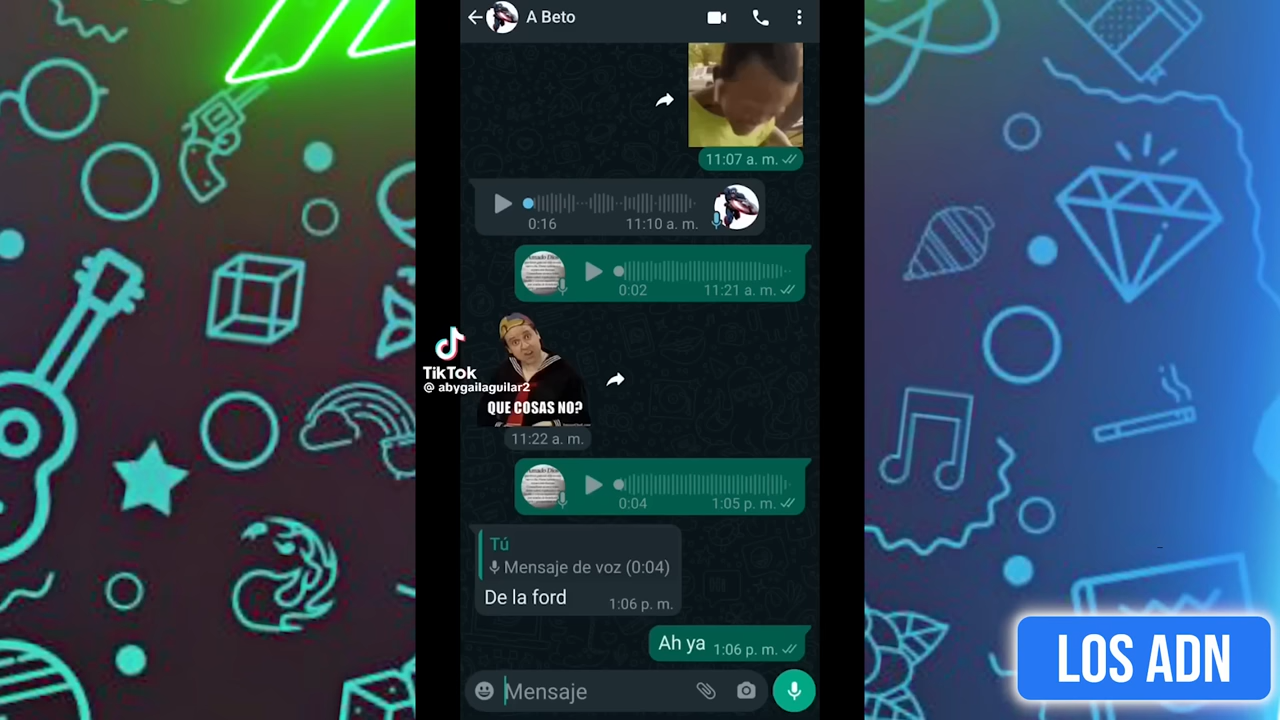 A Beto
11:07 a. m.
0:16
11:10 a. m.
0:02
11:21 a. m.
TikTok
@ abygailaguilar2
QUE COSAS NO?
11:22 a. m.
0:04
1:05 p. m.
Tú
Mensaje de voz (0:04)
De la ford
1:06 p. m.
Ah ya
1:06 p. m.
Mensaje
LOS ADN